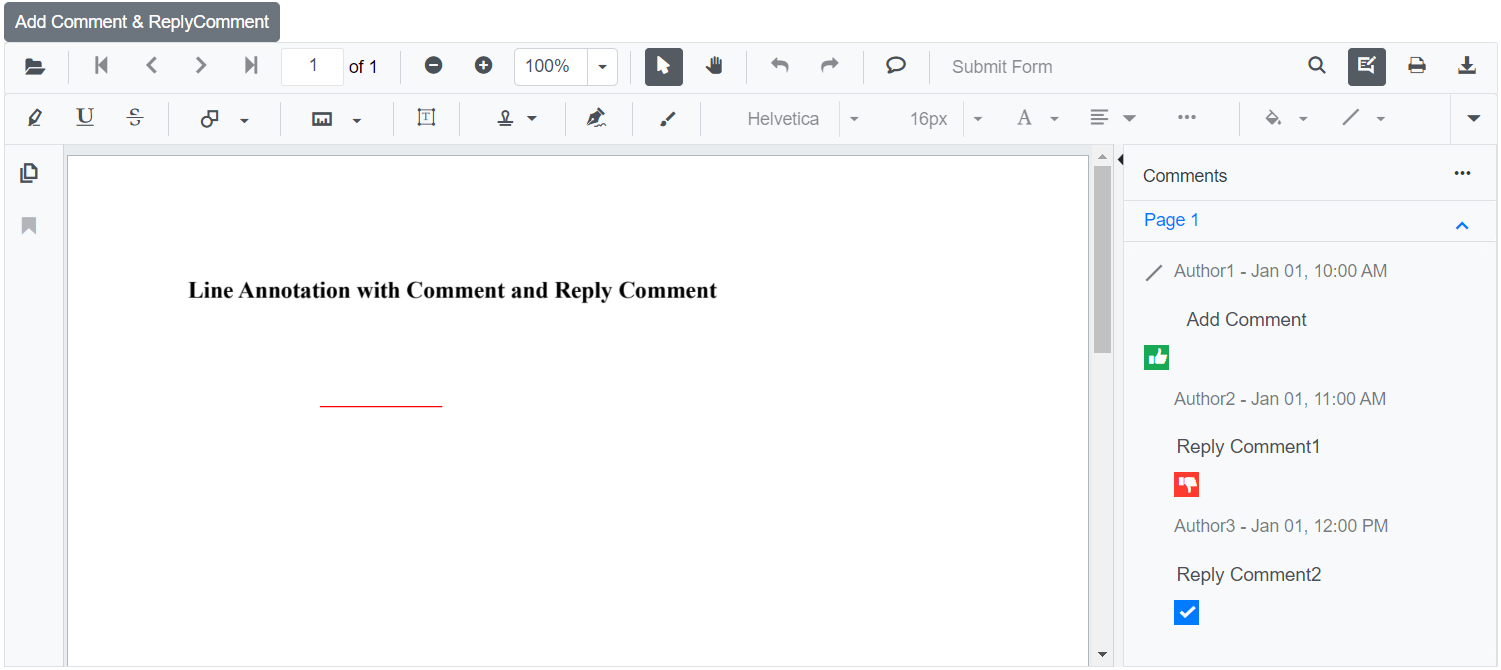 Add Comment & ReplyComment
1 of 1 100% Submit Form
U S T Helvetica 16px A
Comments
Page 1
Author1 - Jan 01, 10:00 AM
Line Annotation with Comment and Reply Comment
Add Comment
Author2 - Jan 01, 11:00 AM
Reply Comment1
Author3 - Jan 01, 12:00 PM
Reply Comment2